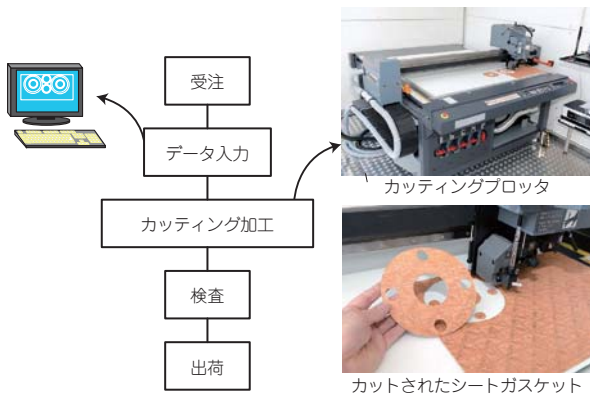 受注
データ入力
カッティング加工
検査
出荷
カッティングプロッタ
カットされたシートガスケット